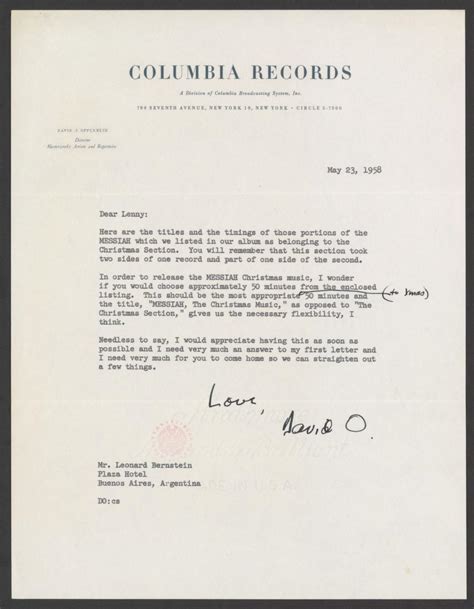 COLUMBIA RECORDS
A Division of Columbia Broadcasting System, Inc.
799 SEVENTH AVENUE, NEW YORK 19, NEW YORK • CIRCLE 5-7300
DAVID J. OPPENHEIM
Director
Masterworks Artists and Repertoire
May 23, 1958
Dear Lenny:
Here are the titles and the timings of those portions of the
MESSIAH which we listed in our album as belonging to the
Christmas Section. You will remember that this section took
two sides of one record and part of one side of the second.
In order to release the MESSIAH Christmas music, I wonder
if you would choose approximately 50 minutes from the enclosed
listing. This should be the most appropriate 50 minutes and
(to Xmas)
the title, "MESSIAH, The Christmas Music," as opposed to "The
Christmas Section," gives us the necessary flexibility, I
think.
Needless to say, I would appreciate having this as soon as
possible and I need very much an answer to my first letter and
I need very much for you to come home so we can straighten out
a few things.
Love,
David O.
Mr. Leonard Bernstein
Plaza Hotel
Buenos Aires, Argentina
DO:cs